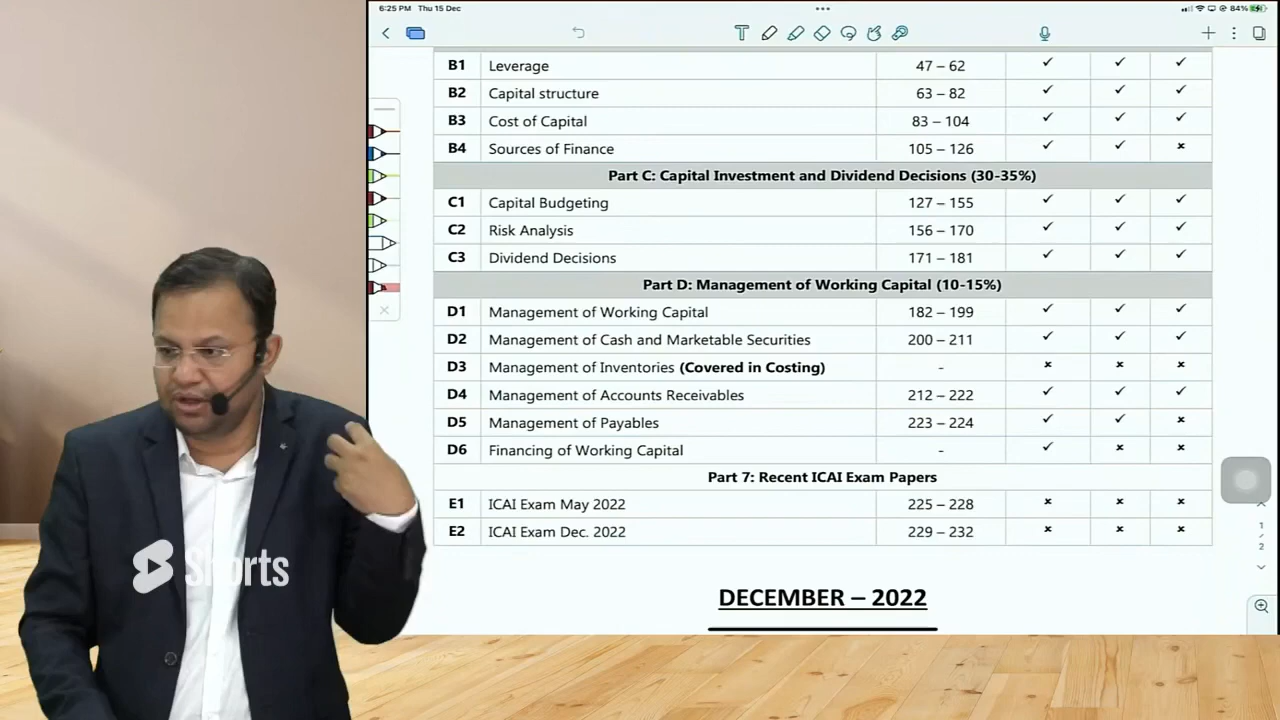 6:25 PM Thu 15 Dec
84%
B1 Leverage 47 – 62 ✓ ✓ ✓
B2 Capital structure 63 – 82 ✓ ✓ ✓
B3 Cost of Capital 83 – 104 ✓ ✓ ✓
B4 Sources of Finance 105 – 126 ✓ ✓ ×
Part C: Capital Investment and Dividend Decisions (30-35%)
C1 Capital Budgeting 127 – 155 ✓ ✓ ✓
C2 Risk Analysis 156 – 170 ✓ ✓ ✓
C3 Dividend Decisions 171 – 181 ✓ ✓ ✓
Part D: Management of Working Capital (10-15%)
D1 Management of Working Capital 182 – 199 ✓ ✓ ✓
D2 Management of Cash and Marketable Securities 200 – 211 ✓ ✓ ✓
D3 Management of Inventories (Covered in Costing) - × × ×
D4 Management of Accounts Receivables 212 – 222 ✓ ✓ ✓
D5 Management of Payables 223 – 224 ✓ ✓ ×
D6 Financing of Working Capital - ✓ × ×
Part 7: Recent ICAI Exam Papers
E1 ICAI Exam May 2022 225 – 228 × × ×
E2 ICAI Exam Dec. 2022 229 – 232 × × ×
1
/
2
DECEMBER – 2022
Shorts